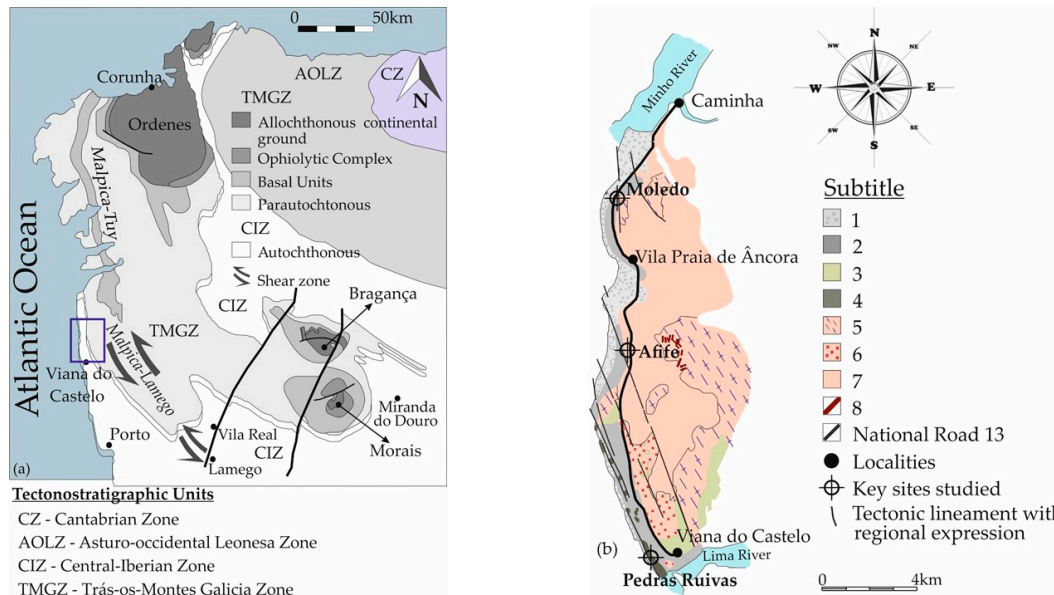 0 50km
Corunha
AOLZ
CZ
N
TMGZ
Ordenes
Allochthonous continental
ground
Ophiolytic Complex
Basal Units
Parautochtonous
CIZ
Autochthonous
Shear zone
Malpica-Tuy
Atlantic Ocean
CIZ
Bragança
TMGZ
Malpica-Lamego
Viana do
Castelo
Miranda
do Douro
Porto
Vila Real
CIZ
Morais
Lamego
(a)
Tectonostratigraphic Units
CZ - Cantabrian Zone
AOLZ - Asturo-occidental Leonesa Zone
CIZ - Central-Iberian Zone
TMGZ - Trás-os-Montes Galicia Zone
Minho River
Caminha
Moledo
Vila Praia de Âncora
Afife
Viana do Castelo
Lima River
(b)
Pedras Ruivas
N
NW
NE
W
E
SW
SE
S
Subtitle
1
2
3
4
5
6
7
8
National Road 13
Localities
Key sites studied
Tectonic lineament with
regional expression
0 4km